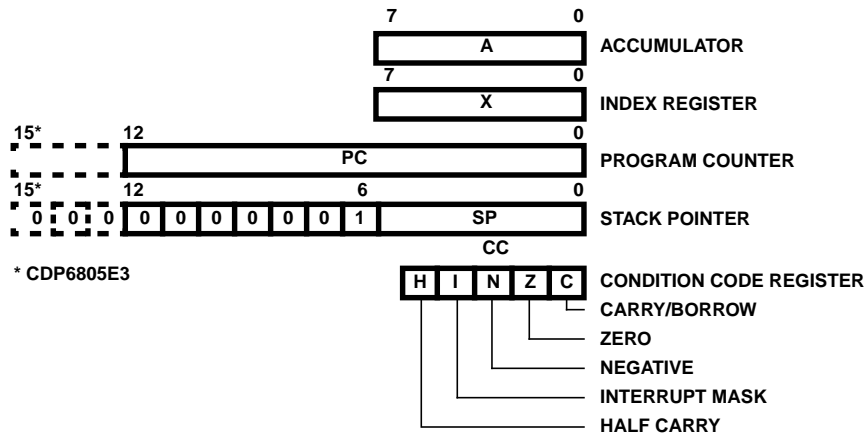 7 0
A ACCUMULATOR
7 0
X INDEX REGISTER
15* 12 0
PC PROGRAM COUNTER
15* 12 6 0
0 0 0 0 0 0 0 0 0 1 SP STACK POINTER
CC
* CDP6805E3
H I N Z C CONDITION CODE REGISTER
CARRY/BORROW
ZERO
NEGATIVE
INTERRUPT MASK
HALF CARRY